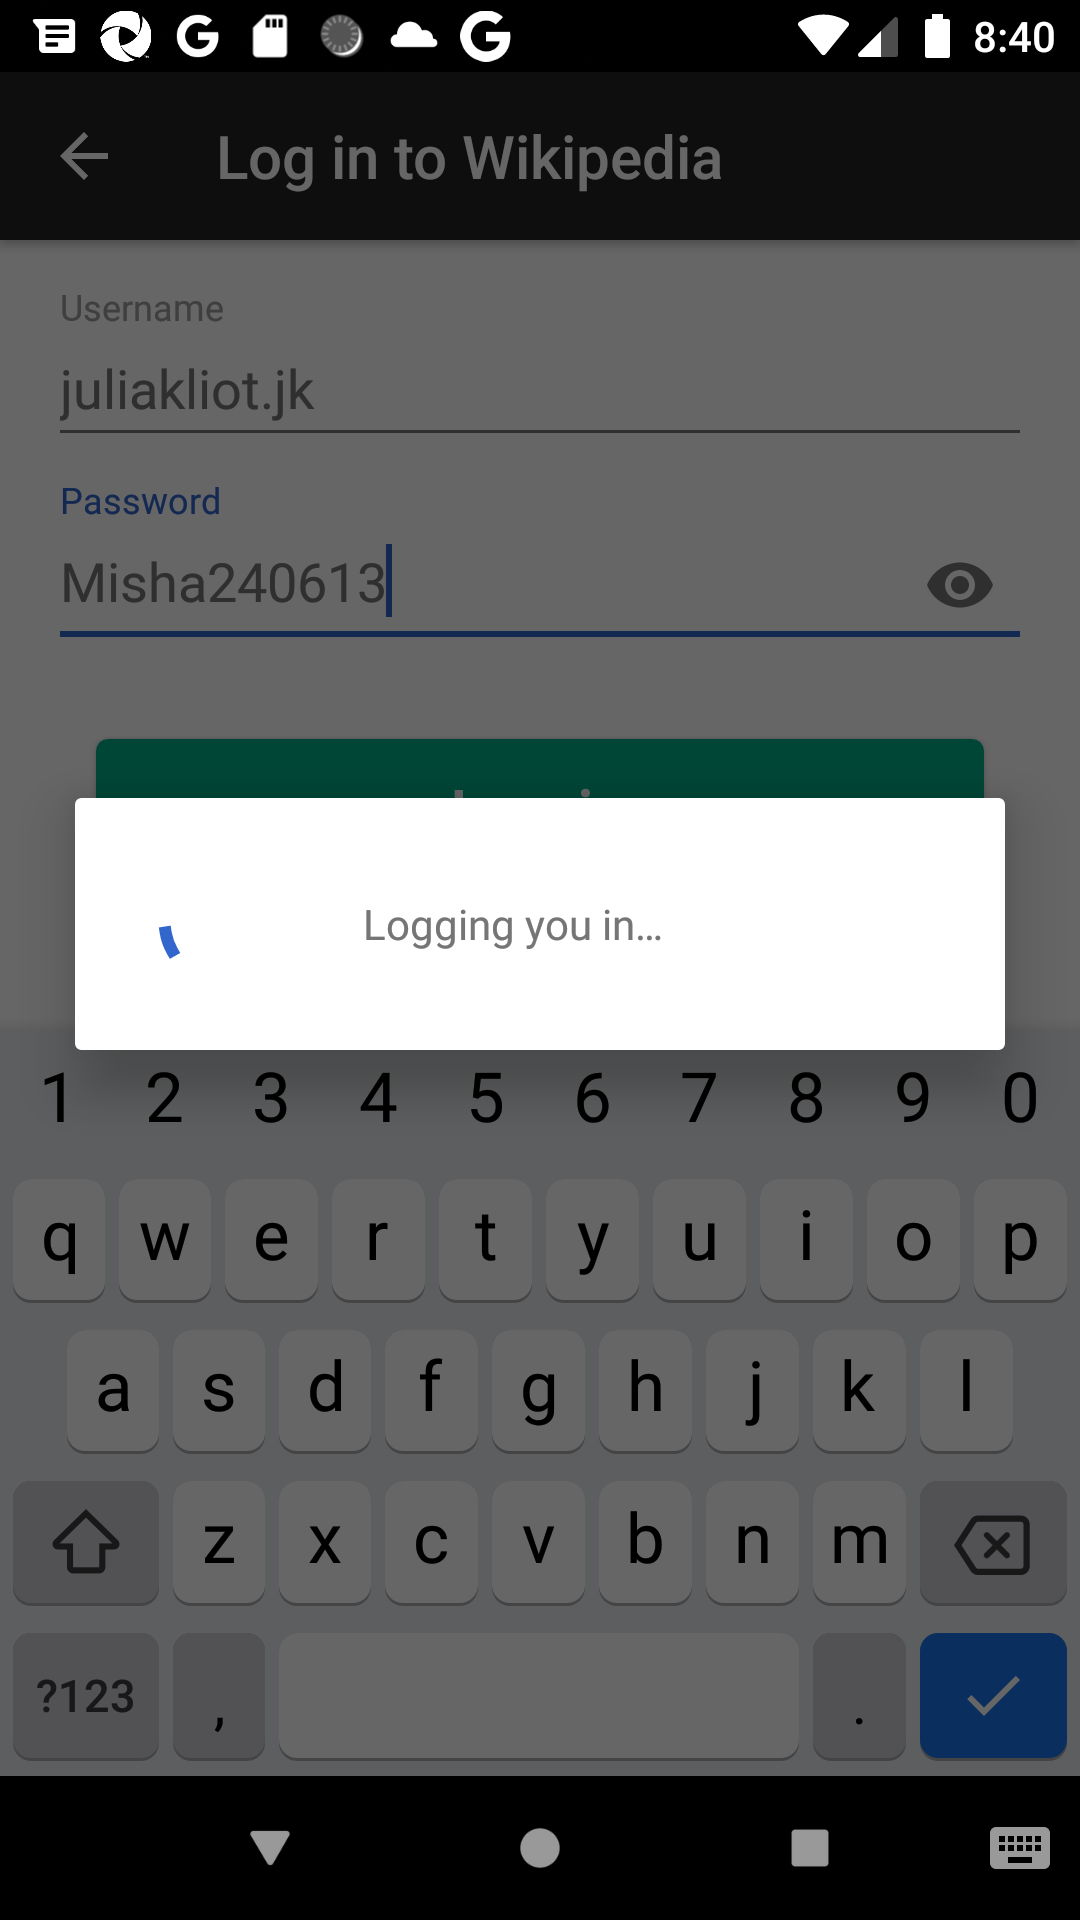 8:40
Log in to Wikipedia
Username
juliakliot.jk
Password
Misha240613
Logging you in…
1 2 3 4 5 6 7 8 9 0
q w e r t y u i o p
a s d f g h j k l
z x c v b n m
?123 , .